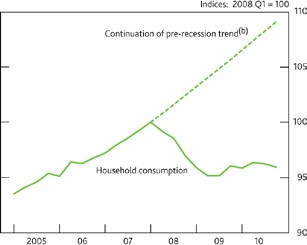 Indices: 2008 Q1 = 100
110
Continuation of pre-recession trend(b)
105
100
Household consumption
95
90
2005 06 07 08 09 10